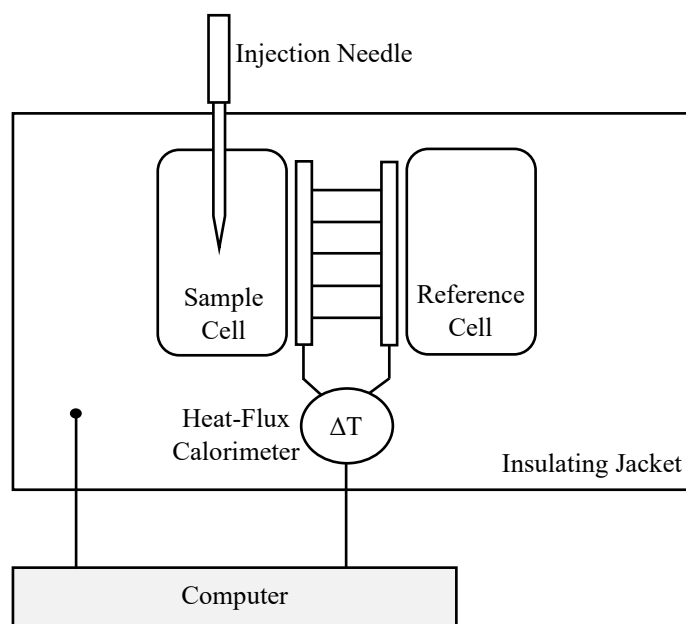 Injection Needle
Sample
Cell
Reference
Cell
Heat-Flux
Calorimeter
ΔT
Insulating Jacket
Computer